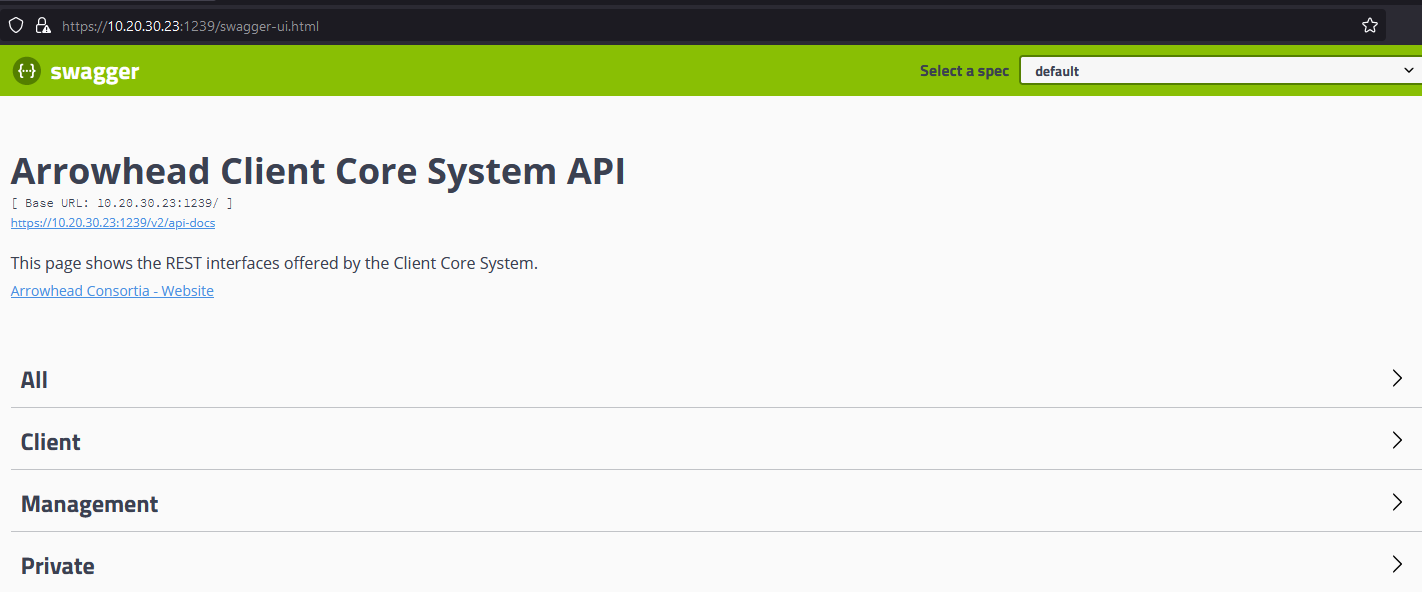 https://10.20.30.23:1239/swagger-ui.html
{···} swagger
Select a spec
default
Arrowhead Client Core System API
[ Base URL: 10.20.30.23:1239/ ]
https://10.20.30.23:1239/v2/api-docs
This page shows the REST interfaces offered by the Client Core System.
Arrowhead Consortia - Website
All
Client
Management
Private